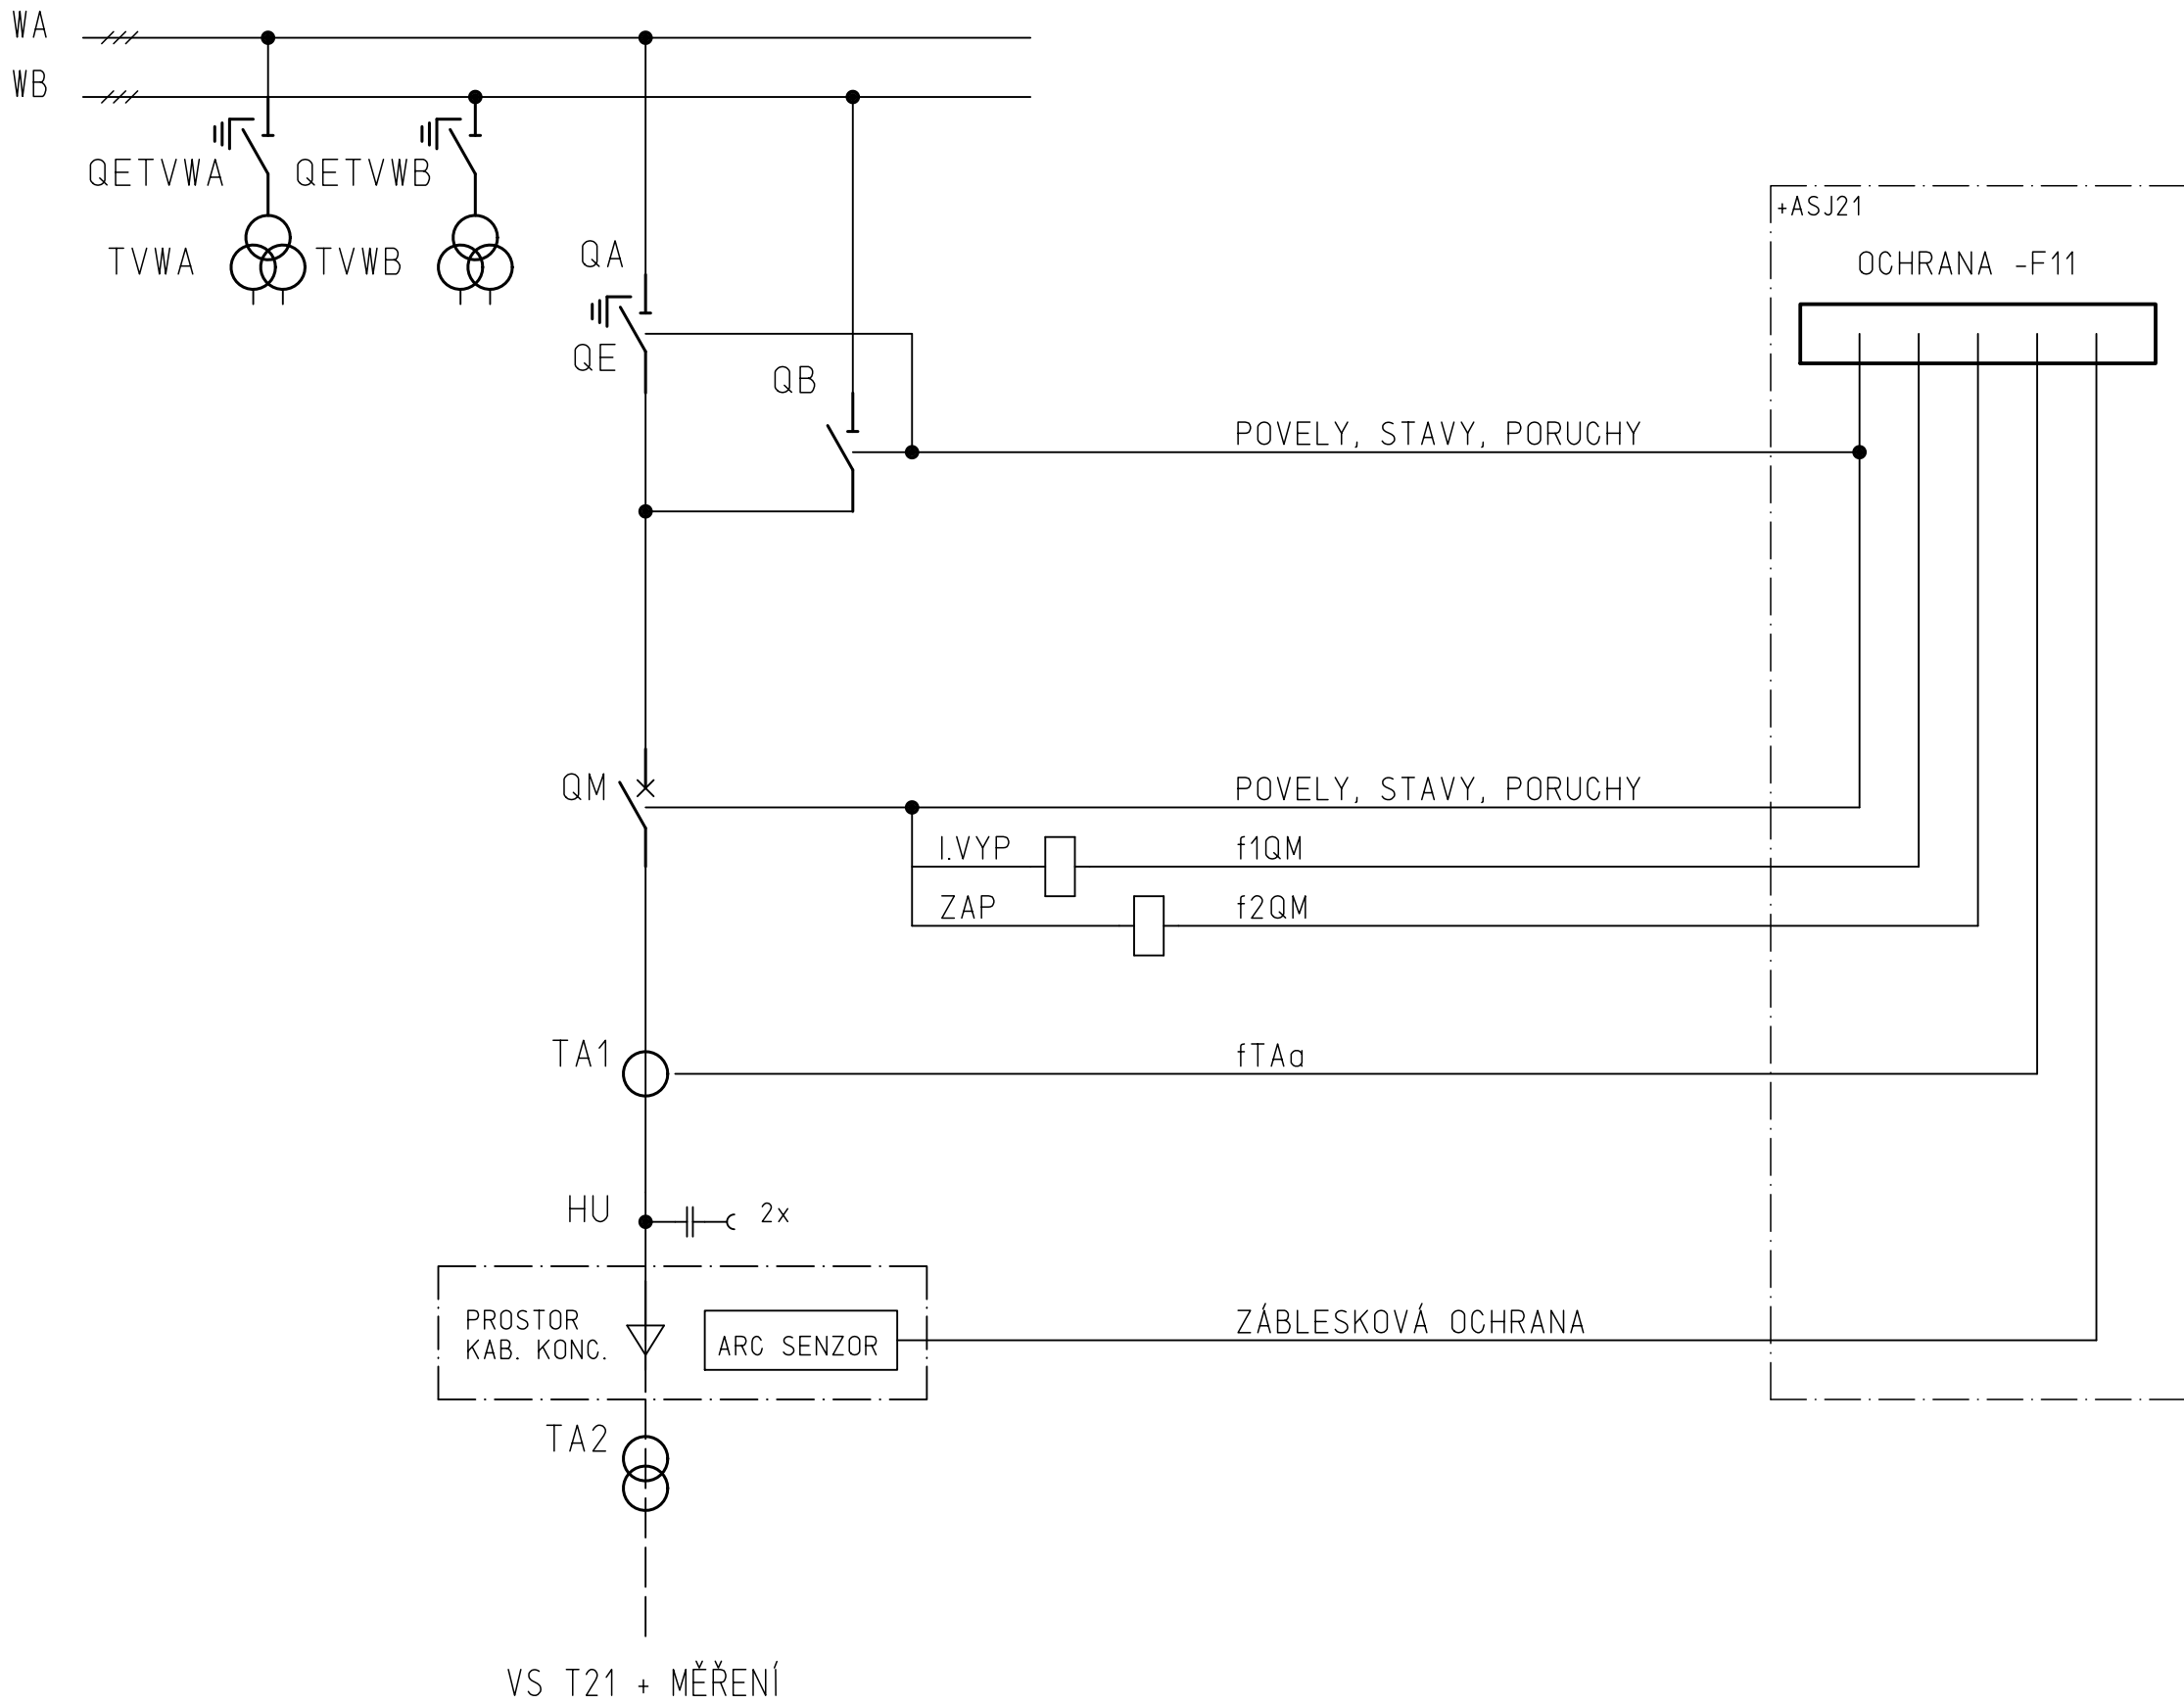 WA
WB
QETVWA
QETVWB
TVWA
TVWB
QA
QE
QB
+ASJ21
OCHRANA -F11
POVELY, STAVY, PORUCHY
QM
POVELY, STAVY, PORUCHY
I.VYP
f1QM
ZAP
f2QM
TA1
fTAa
HU
2x
PROSTOR
KAB. KONC.
ARC SENZOR
ZÁBLESKOVÁ OCHRANA
TA2
VS T21 + MĚŘENÍ